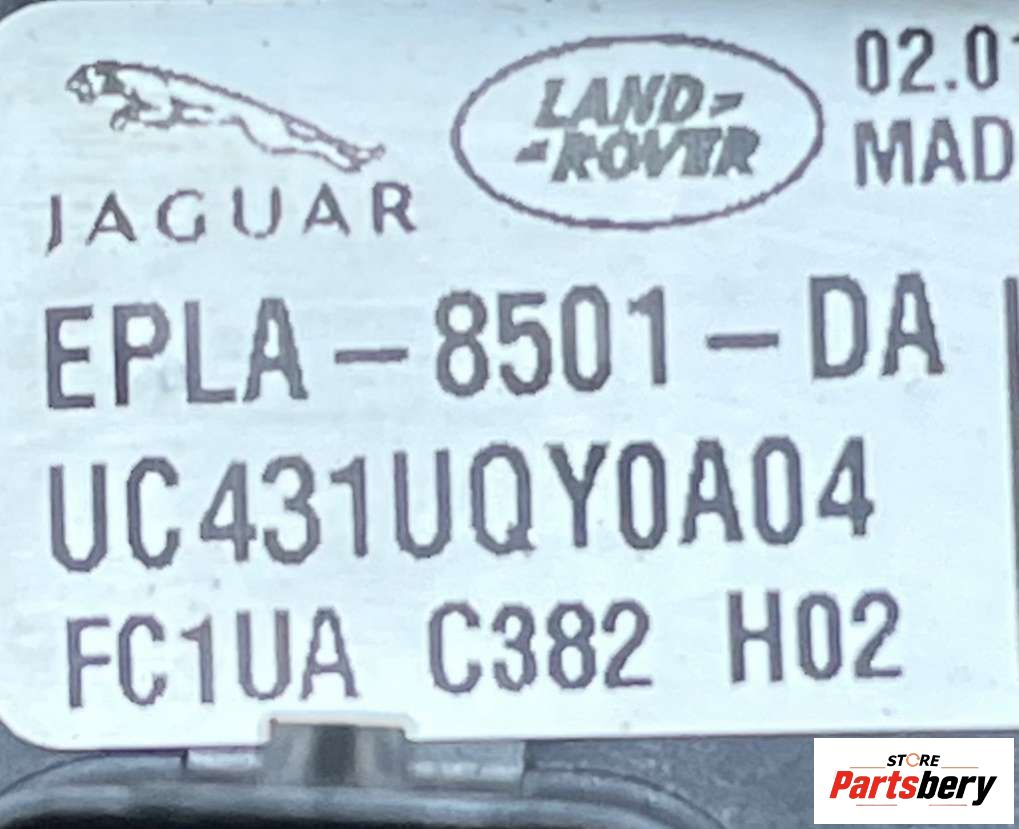 JAGUAR
LAND-
-ROVER
02.01
MAD
EPLA-8501-DA
UC431UQY0A04
FC1UA C382 H02
STORE
Partsbery